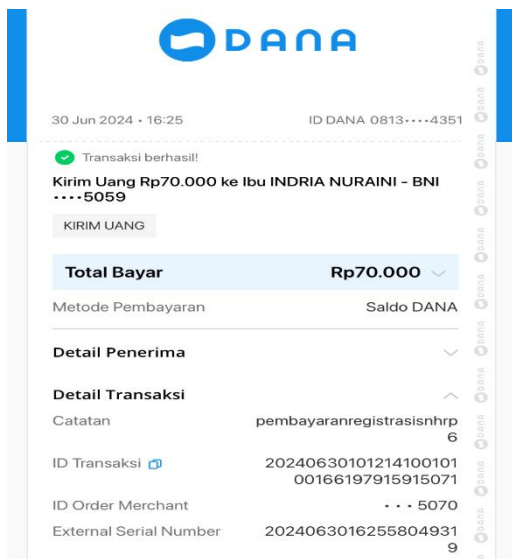 DANA
30 Jun 2024 • 16:25 ID DANA 0813····4351
Transaksi berhasil!
Kirim Uang Rp70.000 ke Ibu INDRIA NURAINI - BNI
····5059
KIRIM UANG
Total Bayar Rp70.000
Metode Pembayaran Saldo DANA
Detail Penerima
Detail Transaksi
Catatan pembayaranregistrasisnhrp
6
ID Transaksi 20240630101214100101
00166197915915071
ID Order Merchant ··· 5070
External Serial Number 2024063016255804931
9